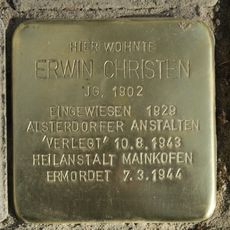 HIER WOHNTE
ERWIN CHRISTEN
JG. 1902
EINGEWIESEN 1929
ALSTERDORFER ANSTALTEN
'VERLEGT' 10.8.1943
HEILANSTALT MAINKOFEN
ERMORDET 7.3.1944